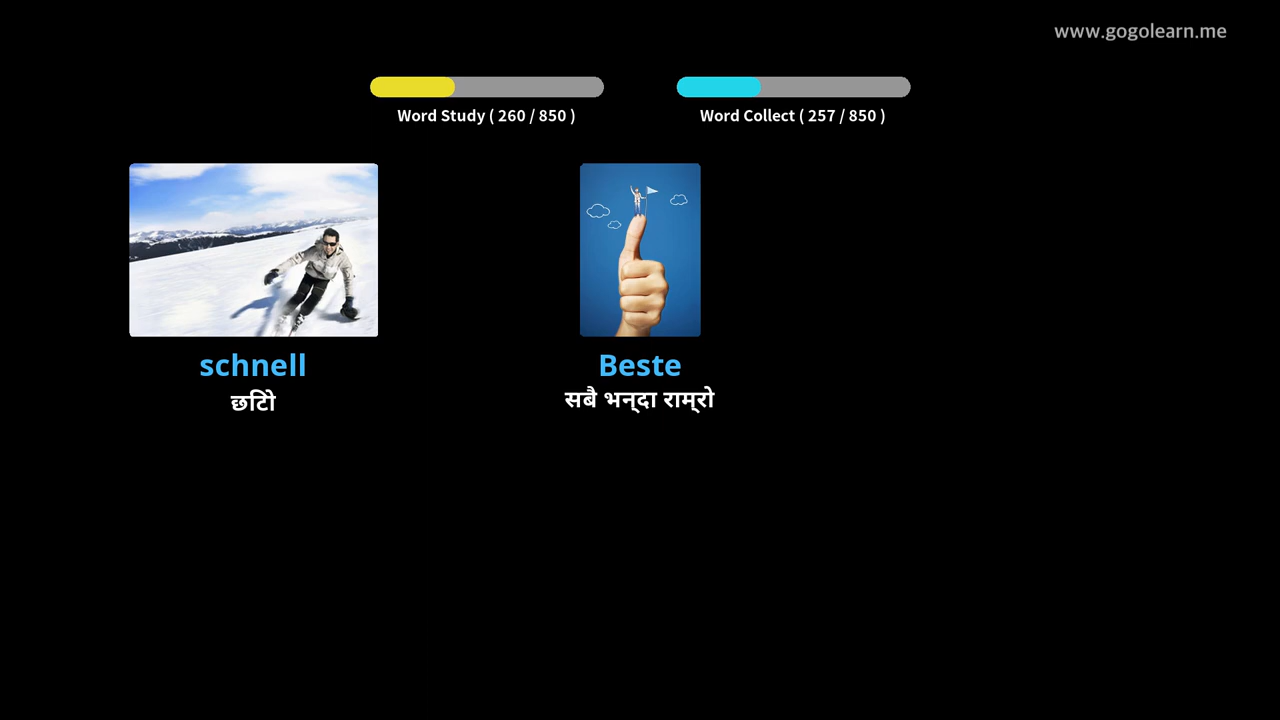 www.gogolearn.me
Word Study ( 260 / 850 )
Word Collect ( 257 / 850 )
schnell
छिटो
Beste
सबै भन्दा राम्रो